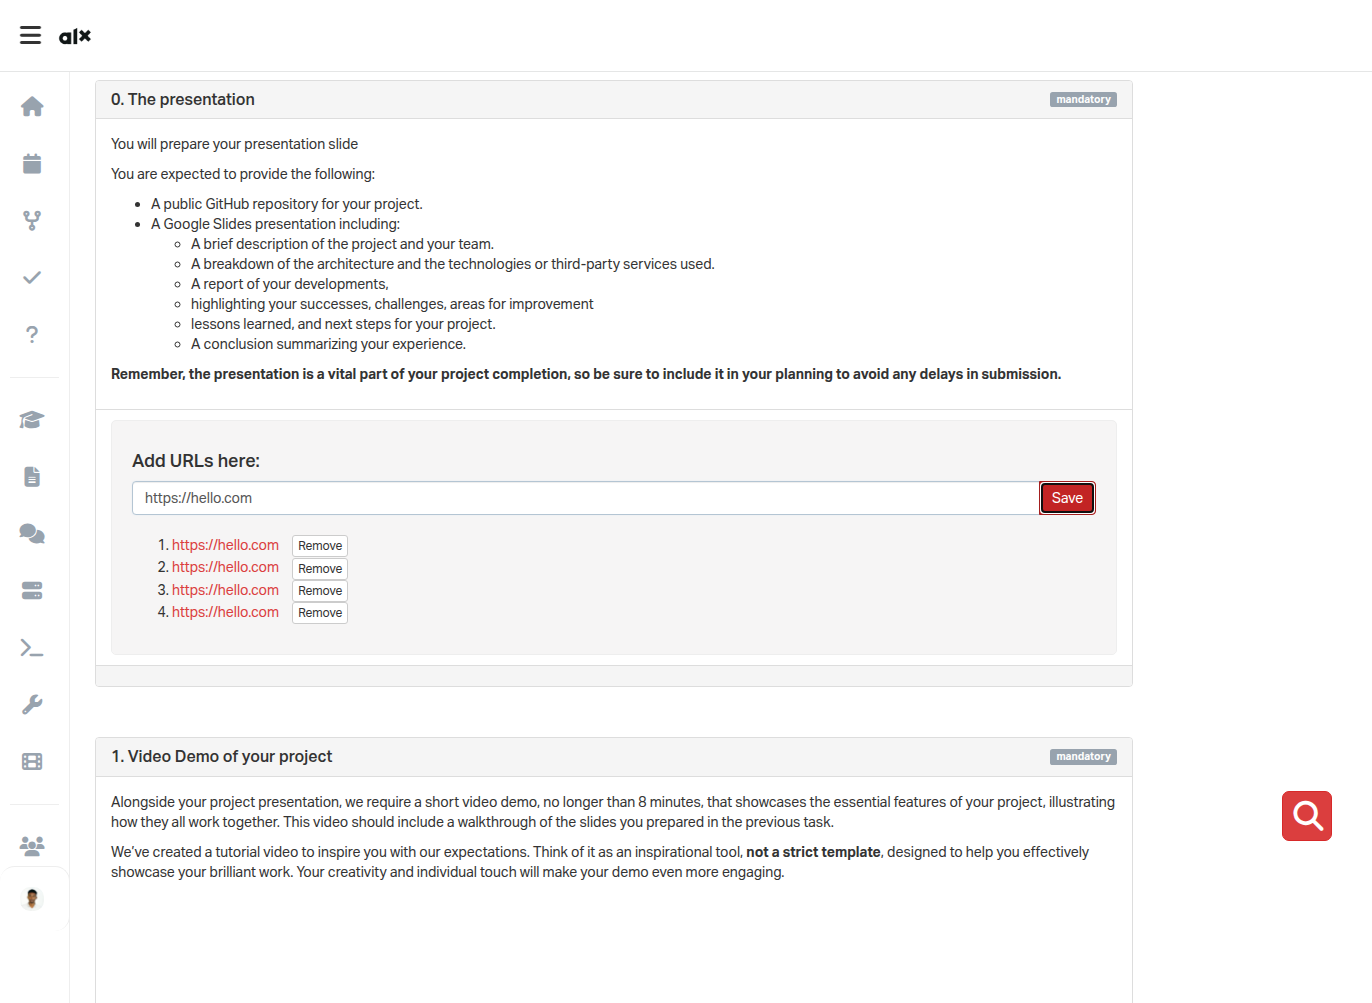 alx
0. The presentation
mandatory
You will prepare your presentation slide
You are expected to provide the following:
A public GitHub repository for your project.
A Google Slides presentation including:
A brief description of the project and your team.
A breakdown of the architecture and the technologies or third-party services used.
A report of your developments,
highlighting your successes, challenges, areas for improvement
lessons learned, and next steps for your project.
A conclusion summarizing your experience.
Remember, the presentation is a vital part of your project completion, so be sure to include it in your planning to avoid any delays in submission.
Add URLs here:
https://hello.com
Save
1. https://hello.com Remove
2. https://hello.com Remove
3. https://hello.com Remove
4. https://hello.com Remove
1. Video Demo of your project
mandatory
Alongside your project presentation, we require a short video demo, no longer than 8 minutes, that showcases the essential features of your project, illustrating
how they all work together. This video should include a walkthrough of the slides you prepared in the previous task.
We've created a tutorial video to inspire you with our expectations. Think of it as an inspirational tool, not a strict template, designed to help you effectively
showcase your brilliant work. Your creativity and individual touch will make your demo even more engaging.